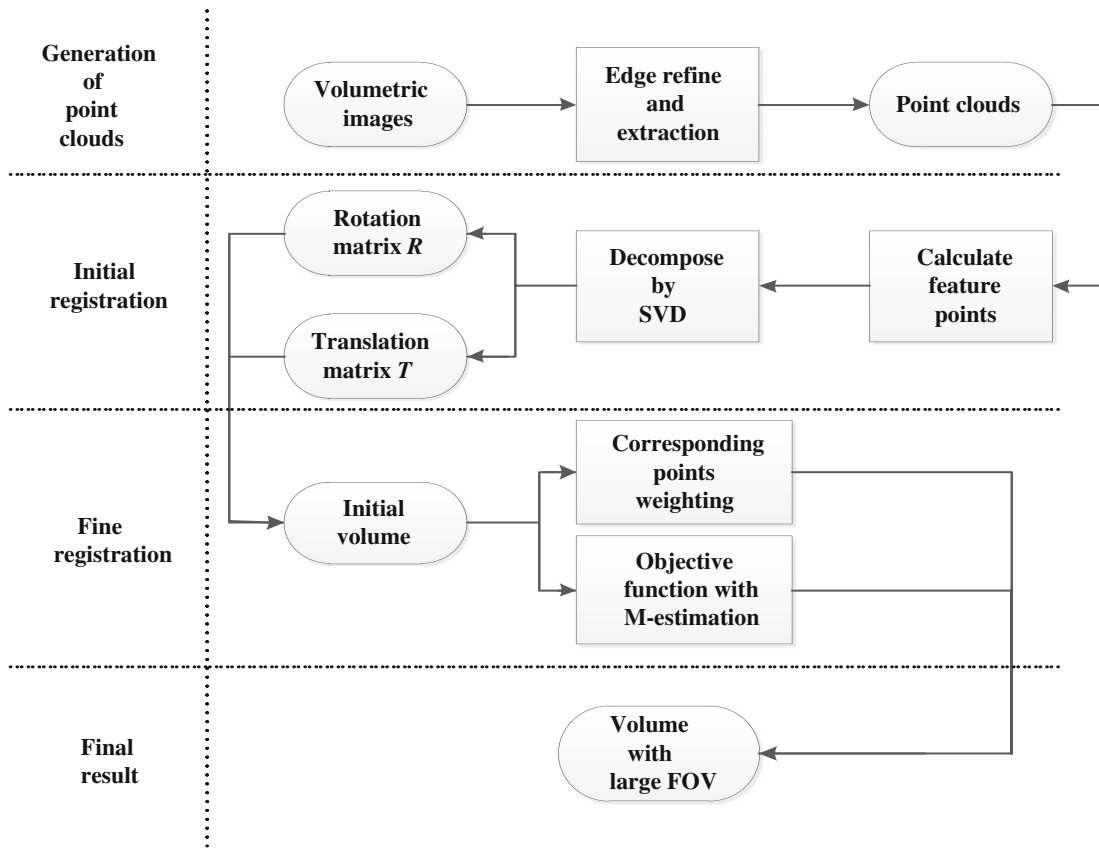 Generation
of
point
clouds
Volumetric
images
Edge refine
and
extraction
Point clouds
Initial
registration
Rotation
matrix R
Translation
matrix T
Decompose
by
SVD
Calculate
feature
points
Fine
registration
Initial
volume
Corresponding
points
weighting
Objective
function with
M-estimation
Final
result
Volume
with
large FOV